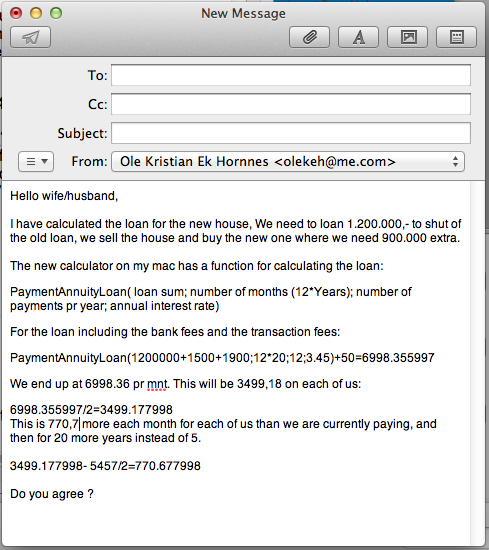 New Message
To:
Cc:
Subject:
From: Ole Kristian Ek Hornnes <olekeh@me.com>
Hello wife/husband,
I have calculated the loan for the new house, We need to loan 1.200.000,- to shut of
the old loan, we sell the house and buy the new one where we need 900.000 extra.
The new calculator on my mac has a function for calculating the loan:
PaymentAnnuityLoan( loan sum; number of months (12*Years); number of
payments pr year; annual interest rate)
For the loan including the bank fees and the transaction fees:
PaymentAnnuityLoan(1200000+1500+1900;12*20;12;3.45)+50=6998.355997
We end up at 6998.36 pr mnt. This will be 3499,18 on each of us:
6998.355997/2=3499.177998
This is 770,7 more each month for each of us than we are currently paying, and
then for 20 more years instead of 5.
3499.177998- 5457/2=770.677998
Do you agree ?